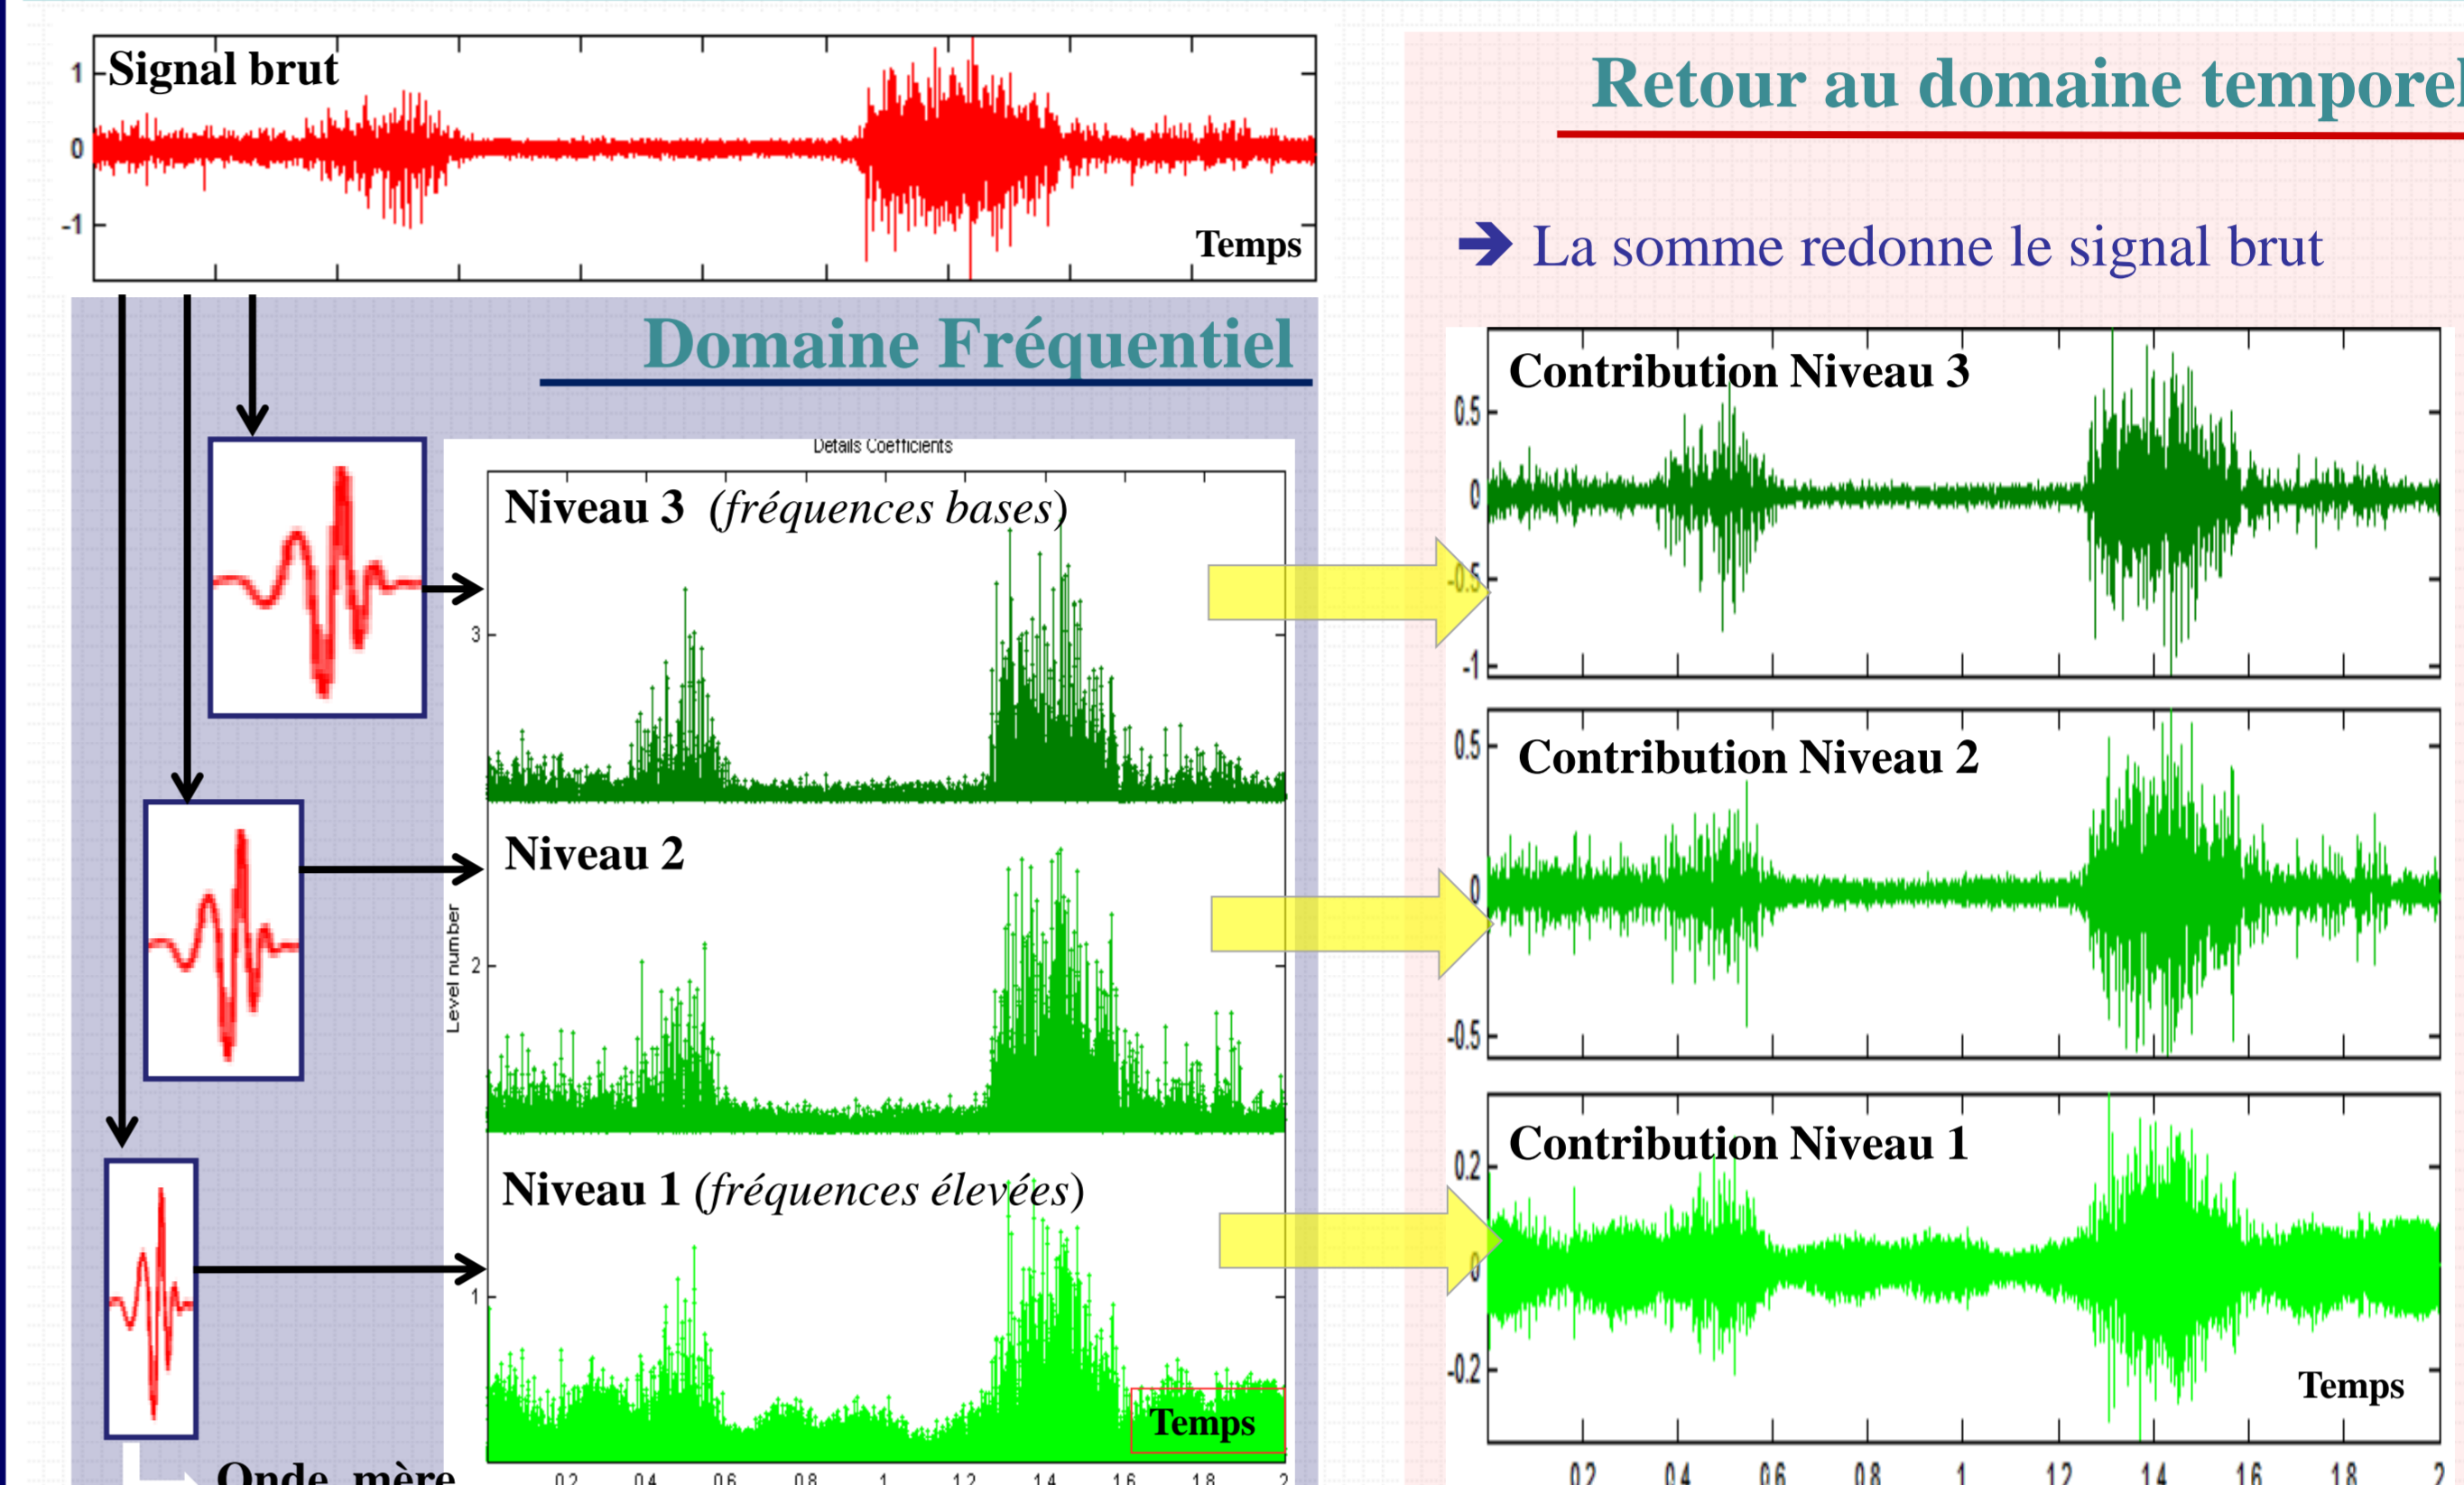 Signal brut
1
0
-1
Temps
Domaine Fréquentiel
Details Coefficients
Niveau 3 (fréquences bases)
3
Niveau 2
Level number
2
Niveau 1 (fréquences élevées)
1
Temps
Onde mère
0.2 0.4 0.6 0.8 1 1.2 1.4 1.6 1.8 2
Retour au domaine temporel
➔ La somme redonne le signal brut
Contribution Niveau 3
0.5
0
-0.5
-1
Contribution Niveau 2
0.5
0
-0.5
Contribution Niveau 1
0.2
0
-0.2
Temps
0.2 0.4 0.6 0.8 1 1.2 1.4 1.6 1.8 2